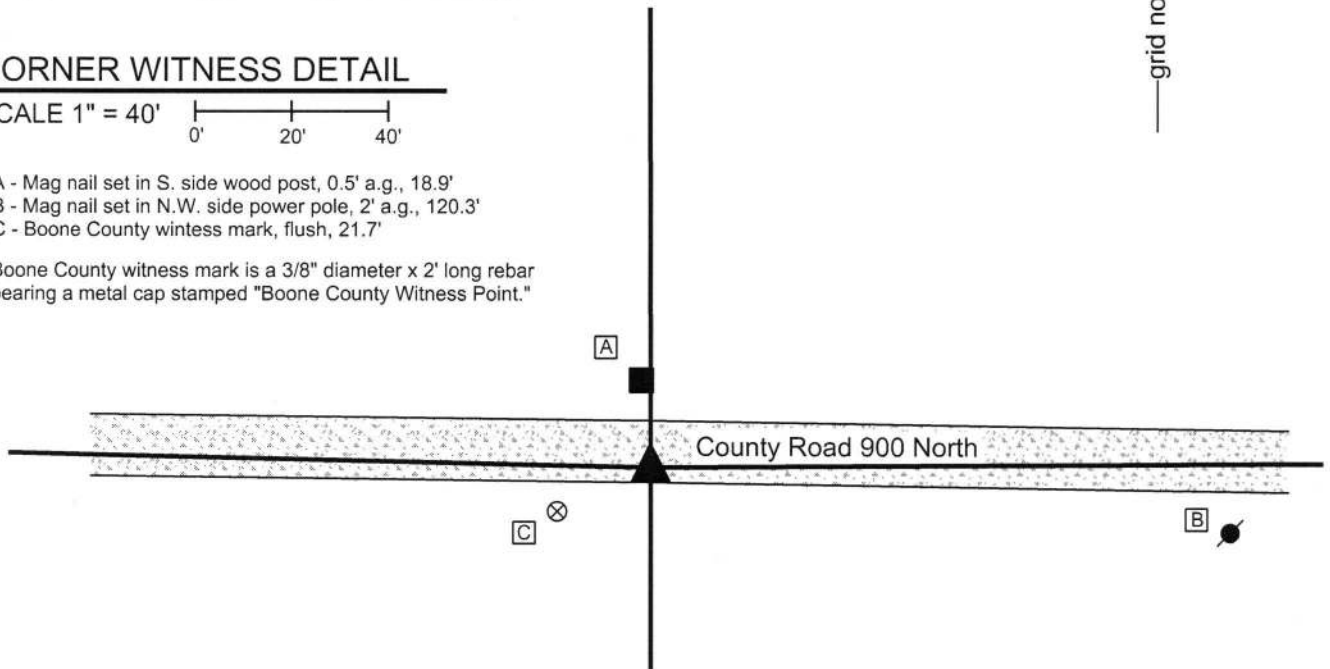 ORNER WITNESS DETAIL
CALE 1" = 40'
0' 20' 40'
A - Mag nail set in S. side wood post, 0.5' a.g., 18.9'
B - Mag nail set in N.W. side power pole, 2' a.g., 120.3'
C - Boone County wintess mark, flush, 21.7'
Boone County witness mark is a 3/8" diameter x 2' long rebar
bearing a metal cap stamped "Boone County Witness Point."
grid no
A
County Road 900 North
C
B